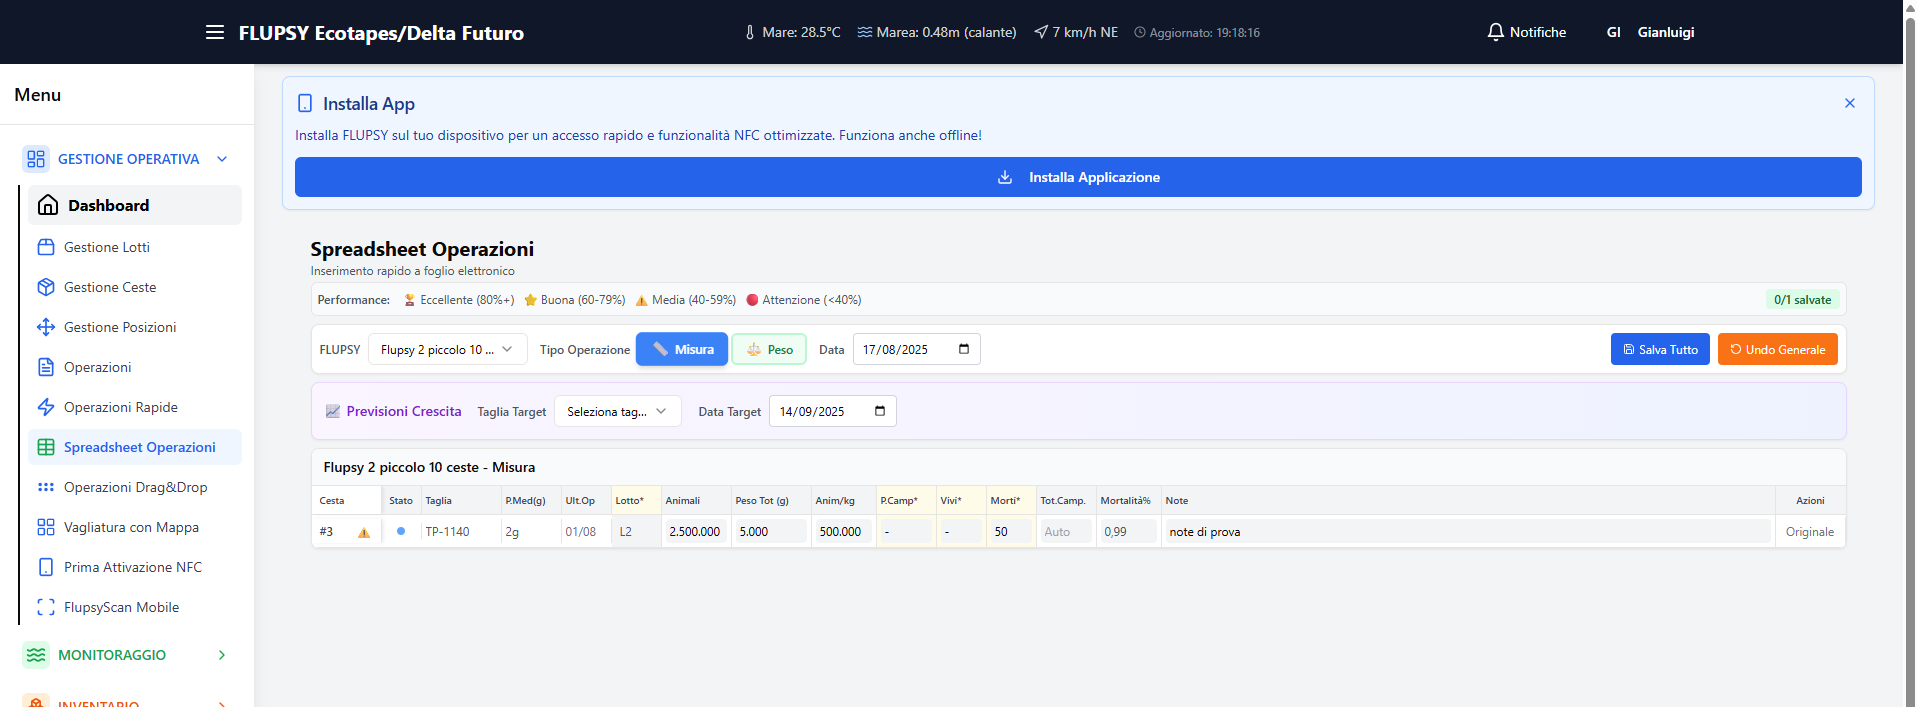 FLUPSY Ecotapes/Delta Futuro
Mare: 28.5°C Marea: 0.48m (calante) 7 km/h NE Aggiornato: 19:18:16
Notifiche GI Gianluigi
Menu
GESTIONE OPERATIVA
Dashboard
Gestione Lotti
Gestione Ceste
Gestione Posizioni
Operazioni
Operazioni Rapide
Spreadsheet Operazioni
Operazioni Drag&Drop
Vagliatura con Mappa
Prima Attivazione NFC
FlupsyScan Mobile
MONITORAGGIO
INVENTARIO
Installa App
Installa FLUPSY sul tuo dispositivo per un accesso rapido e funzionalità NFC ottimizzate. Funziona anche offline!
Installa Applicazione
Spreadsheet Operazioni
Inserimento rapido a foglio elettronico
Performance: Eccellente (80%+) Buona (60-79%) Media (40-59%) Attenzione (<40%) 0/1 salvate
FLUPSY Flupsy 2 piccolo 10 ... Tipo Operazione Misura Peso Data 17/08/2025 Salva Tutto Undo Generale
Previsioni Crescita Taglia Target Seleziona tag... Data Target 14/09/2025
Flupsy 2 piccolo 10 ceste - Misura
Cesta Stato Taglia P.Med(g) Ult.Op Lotto* Animali Peso Tot (g) Anim/kg P.Camp* Vivi* Morti* Tot.Camp. Mortalità% Note Azioni
#3 TP-1140 2g 01/08 L2 2.500.000 5.000 500.000 - - 50 Auto 0,99 note di prova Originale